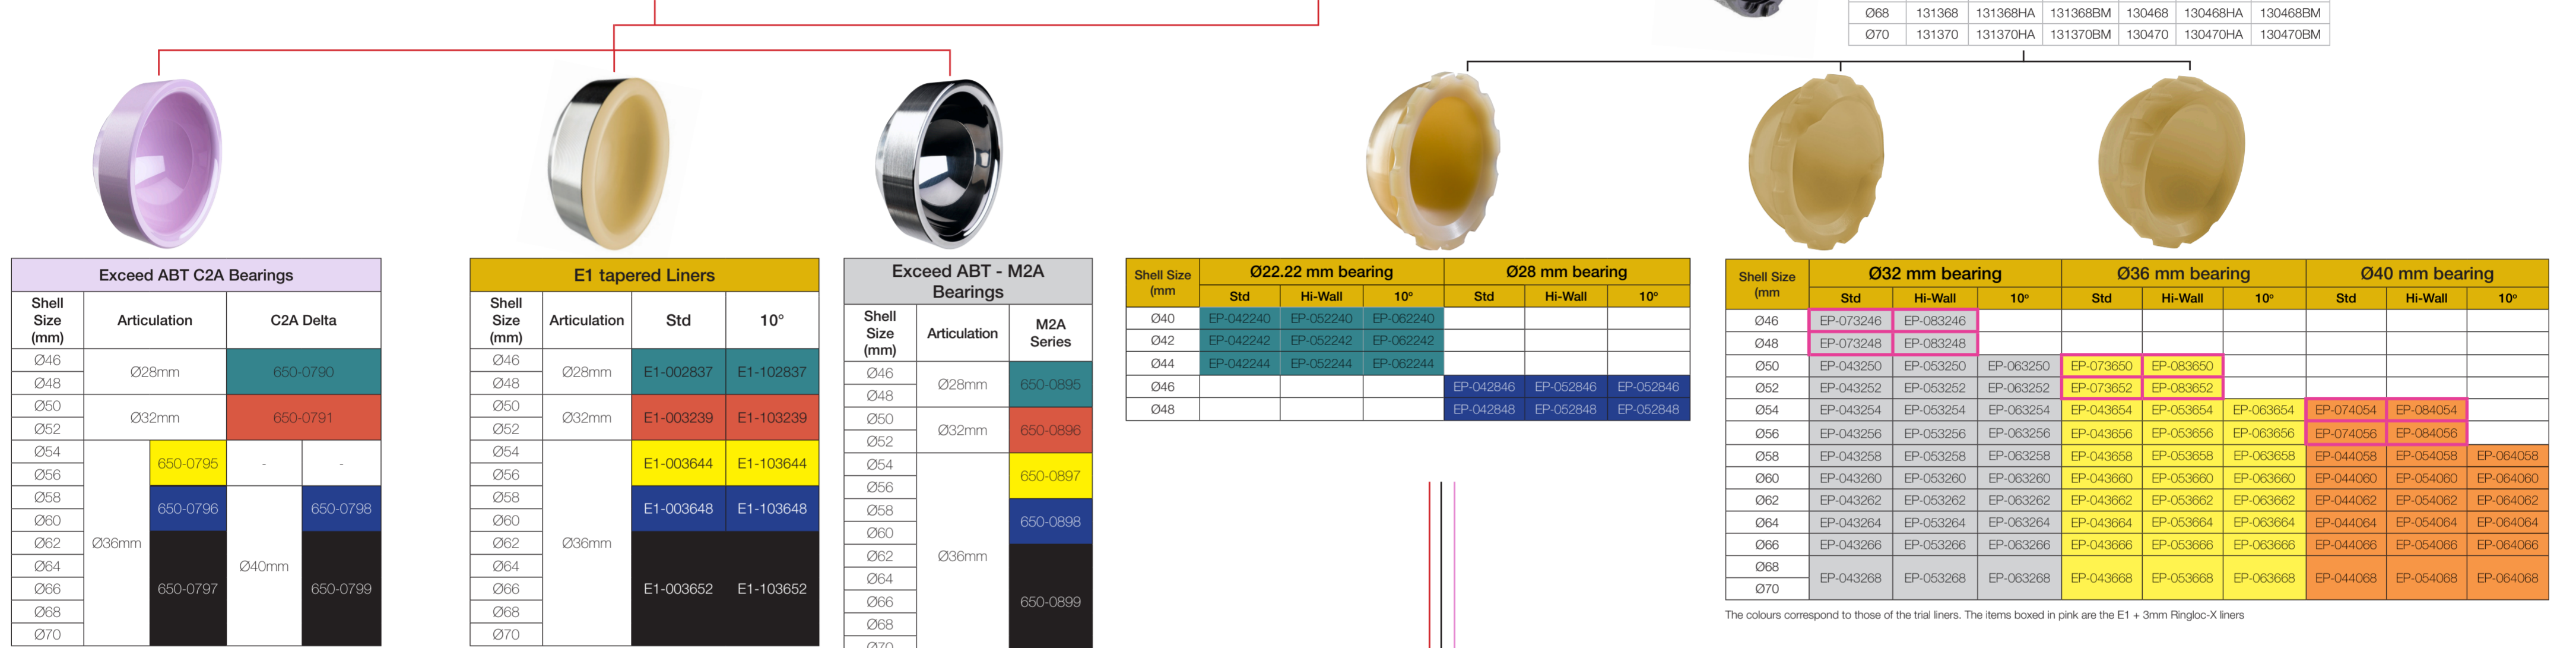 Ø68 131368 131368HA 131368BM 130468 130468HA 130468BM
Ø70 131370 131370HA 131370BM 130470 130470HA 130470BM
Exceed ABT C2A Bearings
Shell Size (mm) Articulation C2A Delta
Ø46 Ø28mm 650-0790
Ø48
Ø50 Ø32mm 650-0791
Ø52
Ø54 650-0795 - -
Ø56
Ø58 650-0796 650-0798
Ø60
Ø62 Ø36mm
Ø64 Ø40mm
Ø66 650-0797 650-0799
Ø68
Ø70
E1 tapered Liners
Shell Size (mm) Articulation Std 10°
Ø46 Ø28mm E1-002837 E1-102837
Ø48
Ø50 Ø32mm E1-003239 E1-103239
Ø52
Ø54 E1-003644 E1-103644
Ø56
Ø58 E1-003648 E1-103648
Ø60
Ø62 Ø36mm
Ø64
Ø66 E1-003652 E1-103652
Ø68
Ø70
Exceed ABT - M2A
Bearings
Shell Size (mm) Articulation M2A Series
Ø46 Ø28mm 650-0895
Ø48
Ø50 Ø32mm 650-0896
Ø52
Ø54 650-0897
Ø56
Ø58 650-0898
Ø60
Ø62 Ø36mm
Ø64
Ø66 650-0899
Ø68
Ø70
Shell Size (mm Ø22.22 mm bearing Ø28 mm bearing
Std Hi-Wall 10° Std Hi-Wall 10°
Ø40 EP-042240 EP-052240 EP-062240
Ø42 EP-042242 EP-052242 EP-062242
Ø44 EP-042244 EP-052244 EP-062244
Ø46 EP-042846 EP-052846 EP-052846
Ø48 EP-042848 EP-052848 EP-052848
Shell Size (mm Ø32 mm bearing Ø36 mm bearing Ø40 mm bearing
Std Hi-Wall 10° Std Hi-Wall 10° Std Hi-Wall 10°
Ø46 EP-073246 EP-083246
Ø48 EP-073248 EP-083248
Ø50 EP-043250 EP-053250 EP-063250 EP-073650 EP-083650
Ø52 EP-043252 EP-053252 EP-063252 EP-073652 EP-083652
Ø54 EP-043254 EP-053254 EP-063254 EP-043654 EP-053654 EP-063654 EP-074054 EP-084054
Ø56 EP-043256 EP-053256 EP-063256 EP-043656 EP-053656 EP-063656 EP-074056 EP-084056
Ø58 EP-043258 EP-053258 EP-063258 EP-043658 EP-053658 EP-063658 EP-044058 EP-054058 EP-064058
Ø60 EP-043260 EP-053260 EP-063260 EP-043660 EP-053660 EP-063660 EP-044060 EP-054060 EP-064060
Ø62 EP-043262 EP-053262 EP-063262 EP-043662 EP-053662 EP-063662 EP-044062 EP-054062 EP-064062
Ø64 EP-043264 EP-053264 EP-063264 EP-043664 EP-053664 EP-063664 EP-044064 EP-054064 EP-064064
Ø66 EP-043266 EP-053266 EP-063266 EP-043666 EP-053666 EP-063666 EP-044066 EP-054066 EP-064066
Ø68 EP-043268 EP-053268 EP-063268 EP-043668 EP-053668 EP-063668 EP-044068 EP-054068 EP-064068
Ø70
The colours correspond to those of the trial liners. The items boxed in pink are the E1 + 3mm Ringloc-X liners